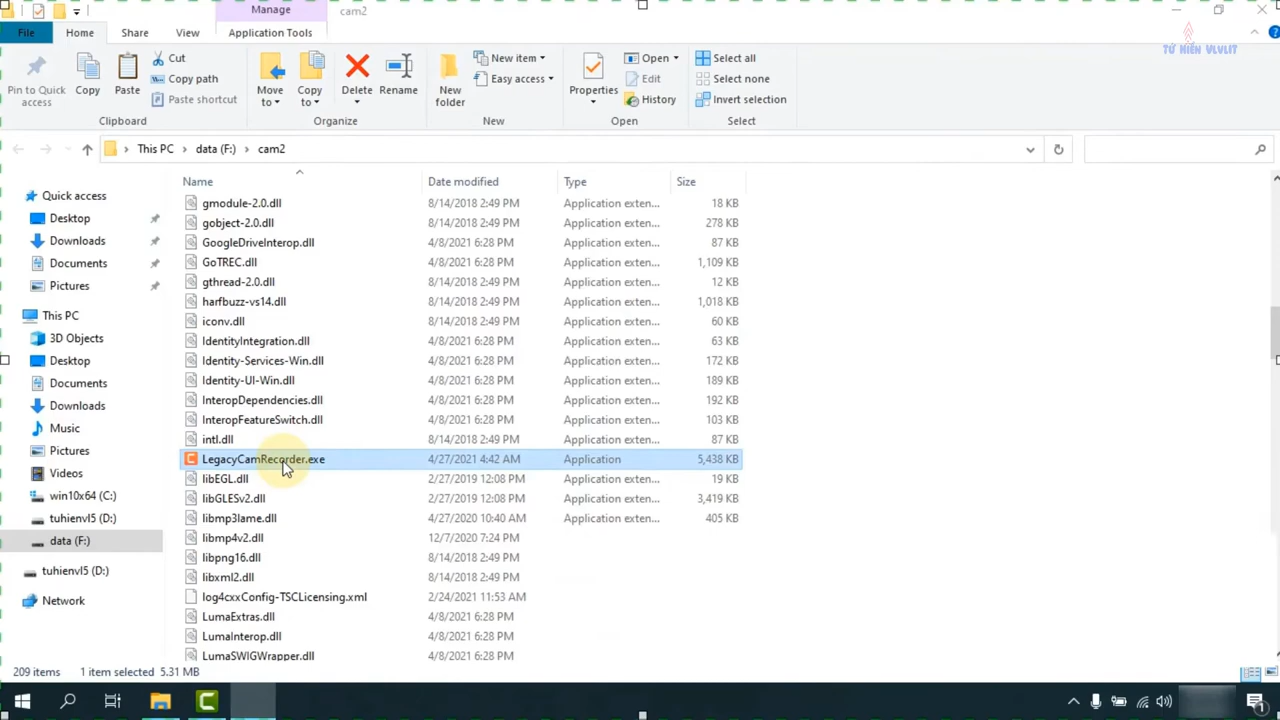 Manage
cam2
File
Home
Share
View
Application Tools
TỨ HIỀN VLVLIT
Pin to Quick access
Copy
Paste
Cut
Copy path
Paste shortcut
Clipboard
Move to
Copy to
Delete
Rename
Organize
New folder
New item
Easy access
New
Properties
Open
Edit
History
Open
Select all
Select none
Invert selection
Select
This PC > data (F:) > cam2
Name Date modified Type Size
Quick access
Desktop
Downloads
Documents
Pictures
This PC
3D Objects
Desktop
Documents
Downloads
Music
Pictures
Videos
win10x64 (C:)
tuhienvl5 (D:)
data (F:)
tuhienvl5 (D:)
Network
gmodule-2.0.dll 8/14/2018 2:49 PM Application exten... 18 KB
gobject-2.0.dll 8/14/2018 2:49 PM Application exten... 278 KB
GoogleDriveInterop.dll 4/8/2021 6:28 PM Application exten... 87 KB
GoTREC.dll 4/8/2021 6:28 PM Application exten... 1,109 KB
gthread-2.0.dll 8/14/2018 2:49 PM Application exten... 12 KB
harfbuzz-vs14.dll 8/14/2018 2:49 PM Application exten... 1,018 KB
iconv.dll 8/14/2018 2:49 PM Application exten... 60 KB
IdentityIntegration.dll 4/8/2021 6:28 PM Application exten... 63 KB
Identity-Services-Win.dll 4/8/2021 6:28 PM Application exten... 172 KB
Identity-UI-Win.dll 4/8/2021 6:28 PM Application exten... 189 KB
InteropDependencies.dll 4/8/2021 6:28 PM Application exten... 192 KB
InteropFeatureSwitch.dll 4/8/2021 6:28 PM Application exten... 103 KB
intl.dll 8/14/2018 2:49 PM Application exten... 87 KB
LegacyCamRecorder.exe 4/27/2021 4:42 AM Application 5,438 KB
libEGL.dll 2/27/2019 12:08 PM Application exten... 19 KB
libGLESv2.dll 2/27/2019 12:08 PM Application exten... 3,419 KB
libmp3lame.dll 4/27/2020 10:40 AM Application exten... 405 KB
libmp4v2.dll 12/7/2020 7:24 PM
libpng16.dll 8/14/2018 2:49 PM
libxml2.dll 8/14/2018 2:49 PM
log4cxxConfig-TSCLicensing.xml 2/24/2021 11:53 AM
LumaExtras.dll 4/8/2021 6:28 PM
LumaInterop.dll 4/8/2021 6:28 PM
LumaSWIGWrapper.dll 4/8/2021 6:28 PM
209 items 1 item selected 5.31 MB
1